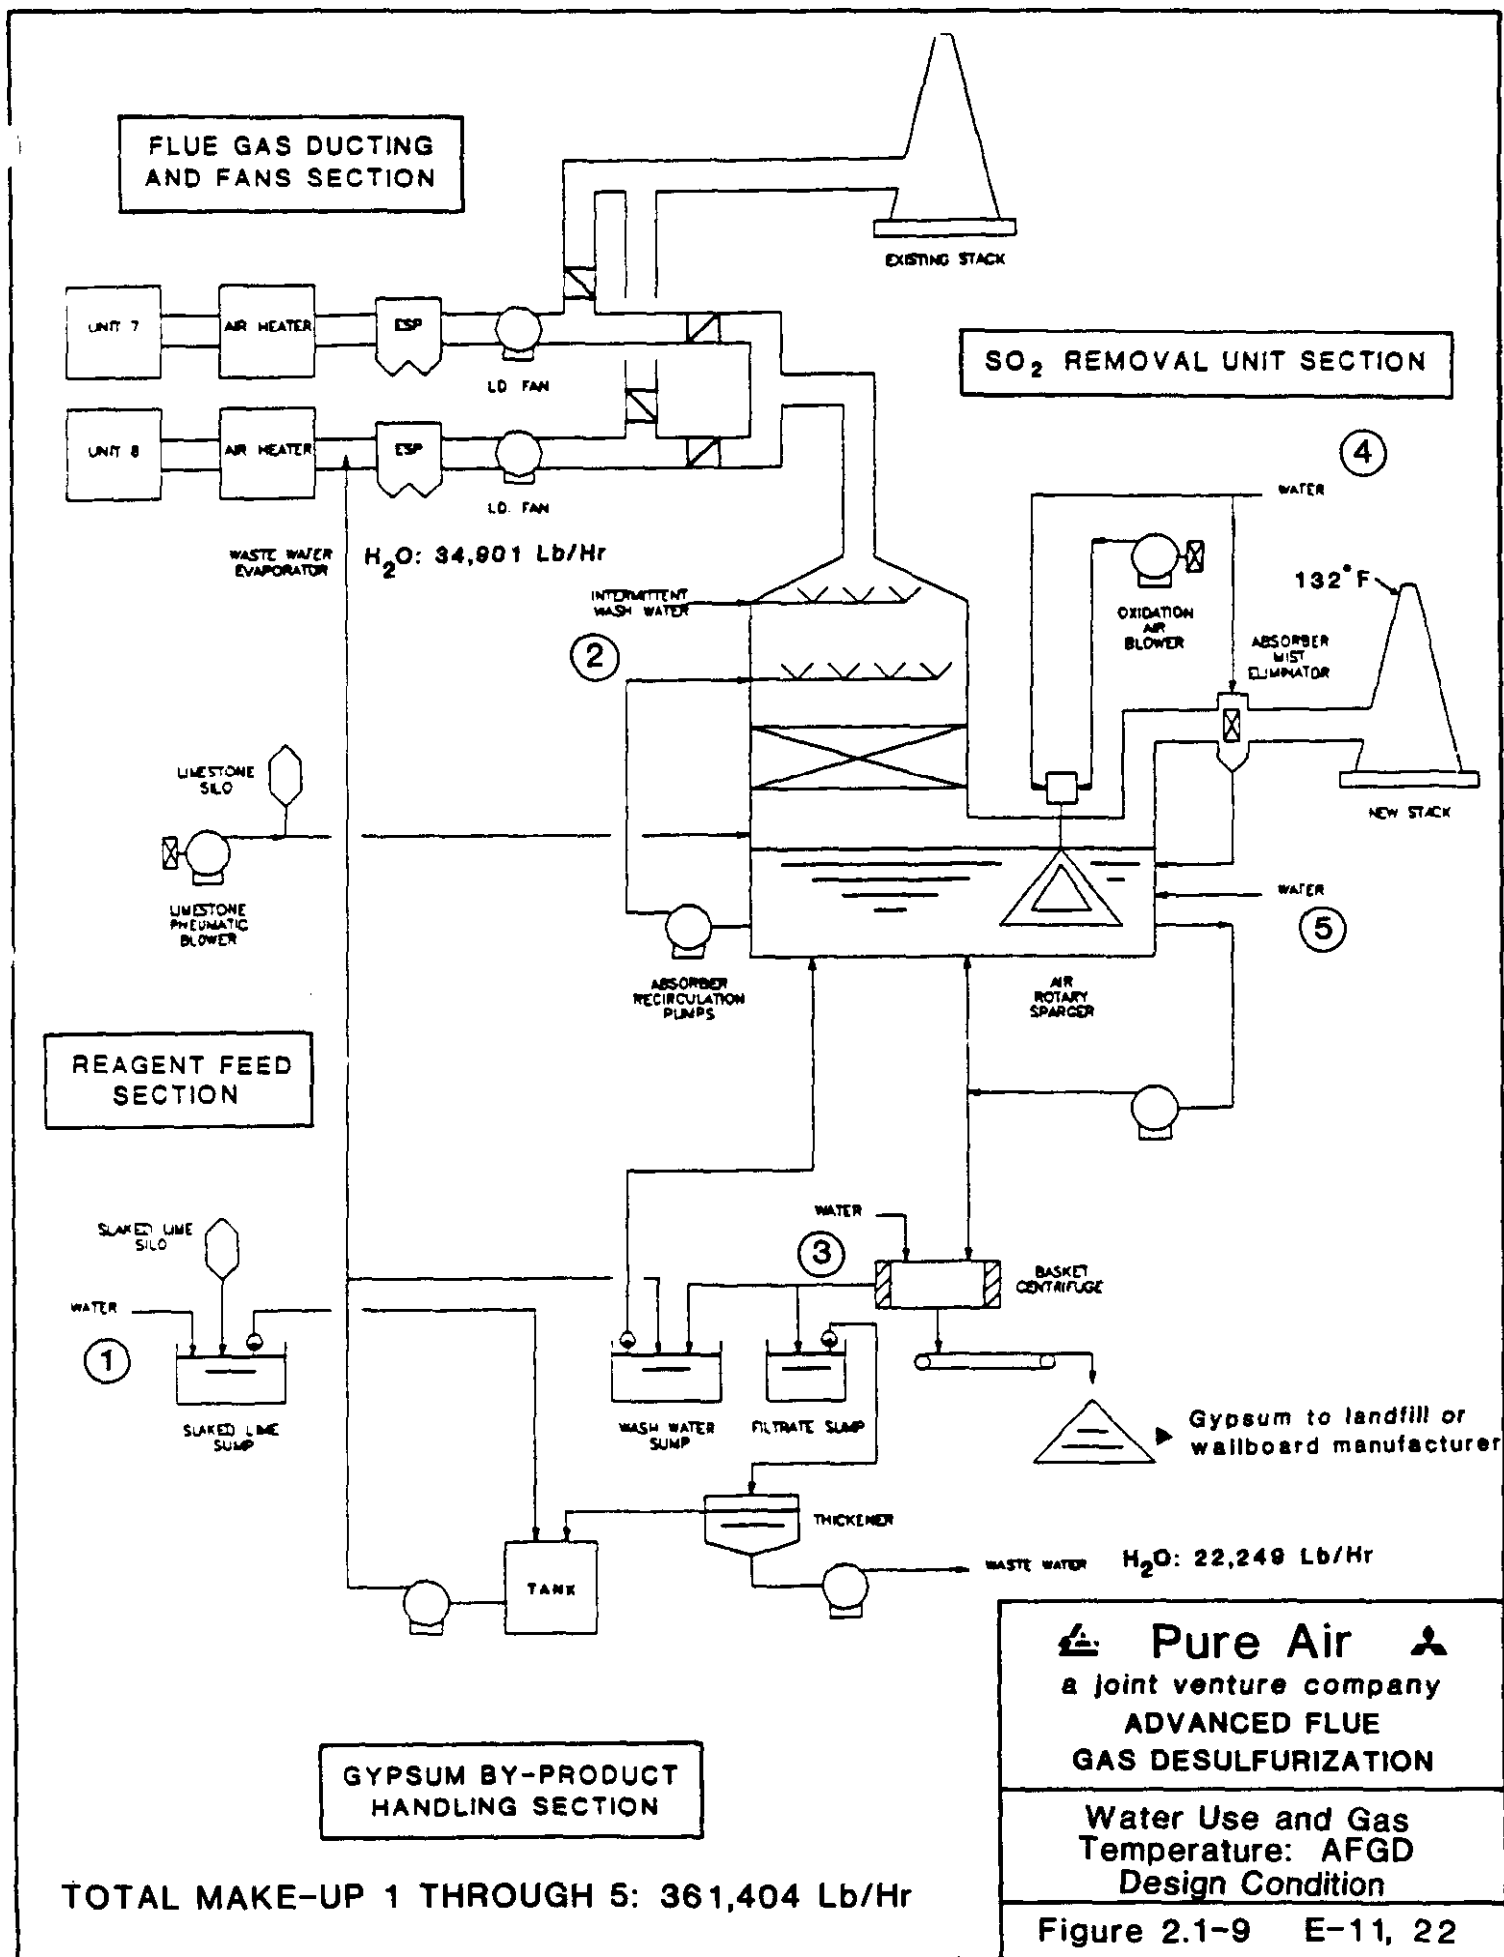 FLUE GAS DUCTING
AND FANS SECTION
EXISTING STACK
UNIT 7
AIR HEATER
ESP
I.D. FAN
SO2 REMOVAL UNIT SECTION
UNIT 8
AIR HEATER
ESP
I.D. FAN
4
WATER
WASTE WATER
EVAPORATOR
H2O: 34,901 Lb/Hr
132°F
INTERMITTENT
WASH WATER
OXIDATION
AIR
BLOWER
ABSORBER
MIST
ELIMINATOR
2
LIMESTONE
SILO
NEW STACK
LIMESTONE
PNEUMATIC
BLOWER
WATER
5
ABSORBER
RECIRCULATION
PUMPS
AIR
ROTARY
SPARGER
REAGENT FEED
SECTION
SLAKED LIME
SILO
WATER
3
BASKET
CENTRIFUGE
WATER
1
SLAKED LIME
SUMP
WASH WATER
SUMP
FILTRATE SUMP
Gypsum to landfill or
wallboard manufacturer
THICKENER
TANK
WASTE WATER
H2O: 22,249 Lb/Hr
Pure Air
a joint venture company
ADVANCED FLUE
GAS DESULFURIZATION
GYPSUM BY-PRODUCT
HANDLING SECTION
Water Use and Gas
Temperature: AFGD
Design Condition
TOTAL MAKE-UP 1 THROUGH 5: 361,404 Lb/Hr
Figure 2.1-9 E-11, 22